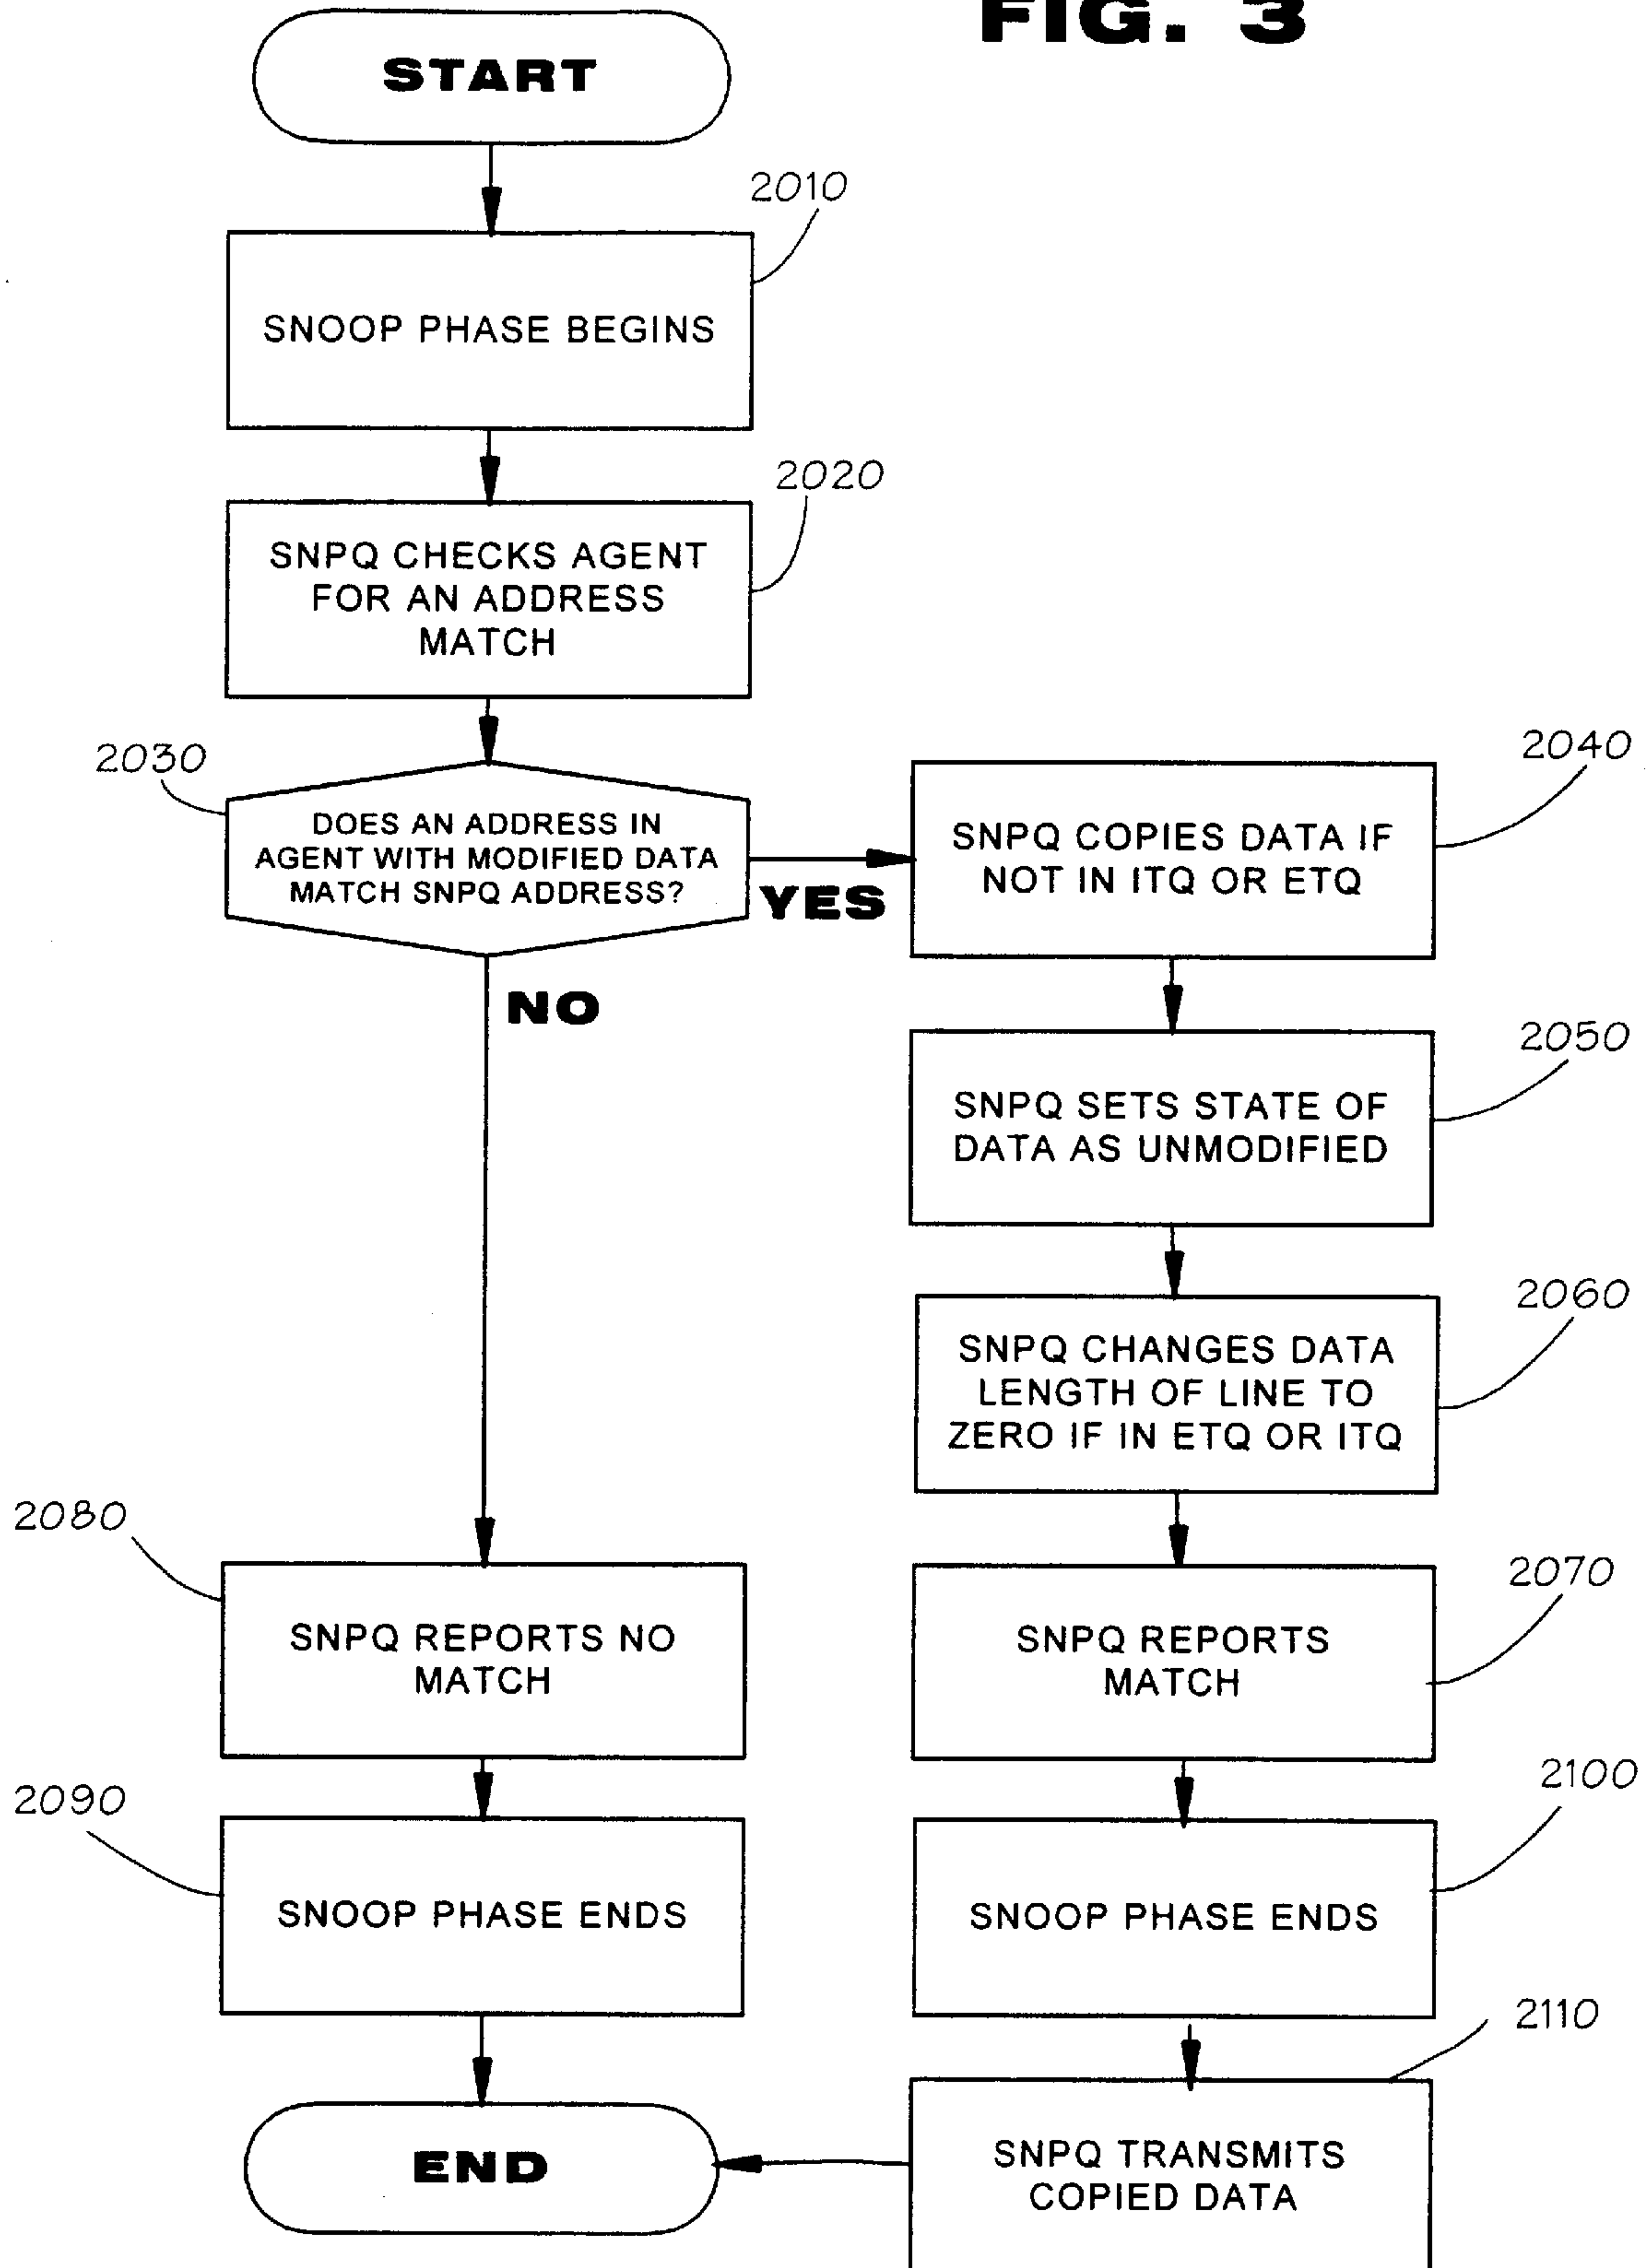 FIG. 3
START
2010
SNOOP PHASE BEGINS
2020
SNPQ CHECKS AGENT
FOR AN ADDRESS
MATCH
2030
DOES AN ADDRESS IN
AGENT WITH MODIFIED DATA
MATCH SNPQ ADDRESS?
YES
NO
2040
SNPQ COPIES DATA IF
NOT IN ITQ OR ETQ
2050
SNPQ SETS STATE OF
DATA AS UNMODIFIED
2060
SNPQ CHANGES DATA
LENGTH OF LINE TO
ZERO IF IN ETQ OR ITQ
2080
SNPQ REPORTS NO
MATCH
2070
SNPQ REPORTS
MATCH
2090
SNOOP PHASE ENDS
2100
SNOOP PHASE ENDS
2110
END
SNPQ TRANSMITS
COPIED DATA